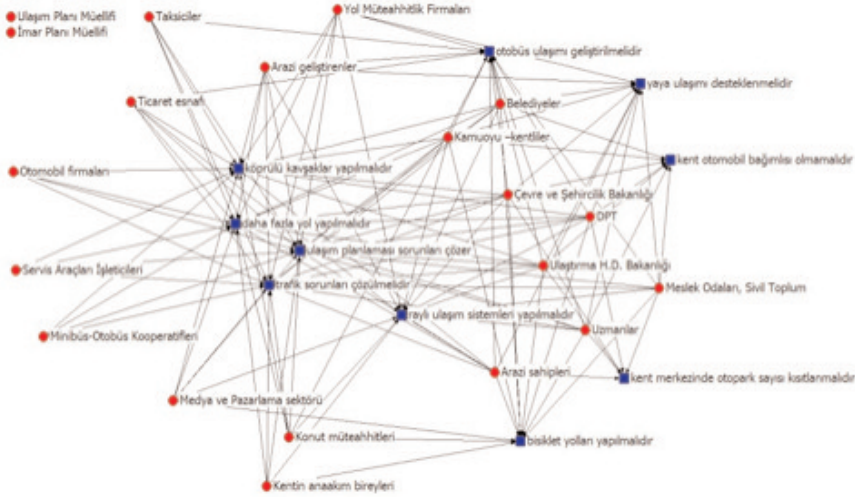 Ulaşım Planı Müellifi
İmar Planı Müellifi
Taksiciler
Yol Müteahhitlik Firmaları
otobüs ulaşımı geliştirilmelidir
Arazi geliştirenler
yaya ulaşımı desteklenmelidir
Ticaret esnafı
Belediyeler
Kamuoyu -kentliler
kent otomobil bağımlısı olmamalıdır
Otomobil firmaları
köprülü kavşaklar yapılmalıdır
Çevre ve Şehircilik Bakanlığı
DPT
daha fazla yol yapılmalıdır
ulaşım planlaması sorunları çözer
Ulaştırma H.D. Bakanlığı
Servis Araçları İşleticileri
trafik sorunları çözülmelidir
Meslek Odaları, Sivil Toplum
raylı ulaşım sistemleri yapılmalıdır
Uzmanlar
Minibüs-Otobüs Kooperatifleri
Arazi sahipleri
kent merkezinde otopark sayısı kısıtlanmalıdır
Medya ve Pazarlama sektörü
Konut müteahhitleri
bisiklet yolları yapılmalıdır
Kentin anaakım bireyleri